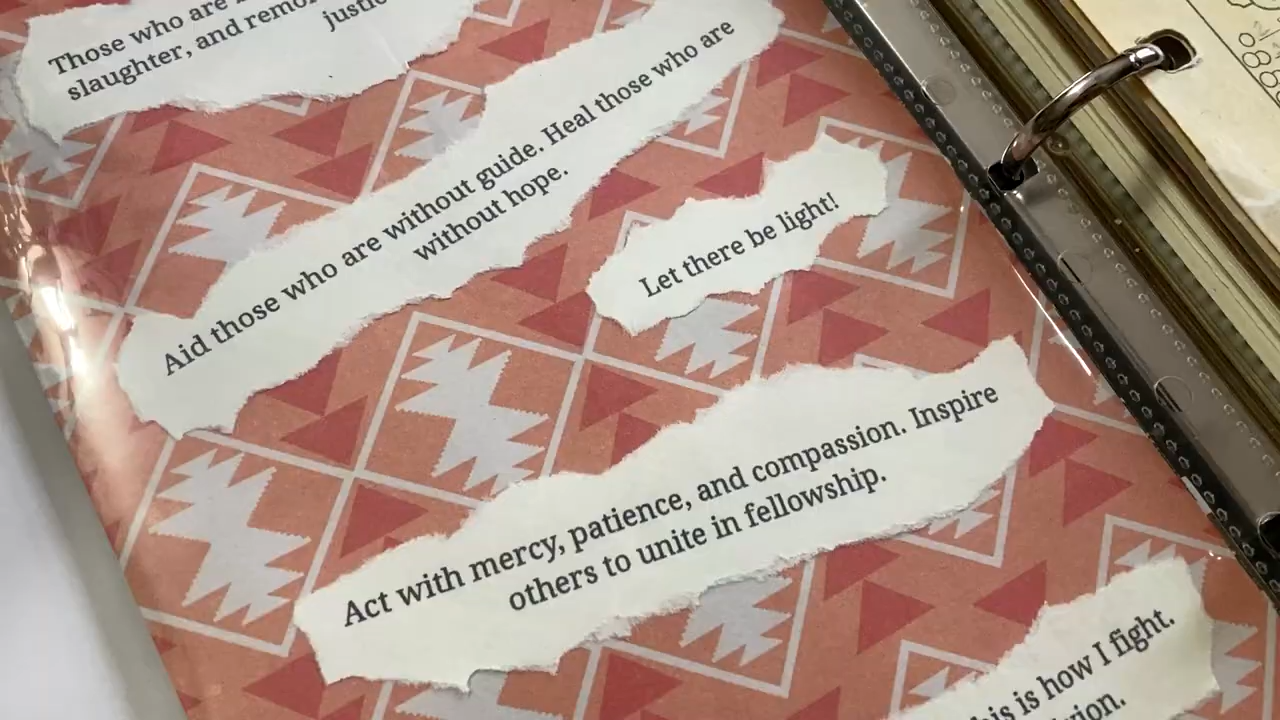 Those who are
slaughter, and remo
justic
Aid those who are without guide. Heal those who are
without hope.
Let there be light!
Act with mercy, patience, and compassion. Inspire
others to unite in fellowship.
his is how I fight.